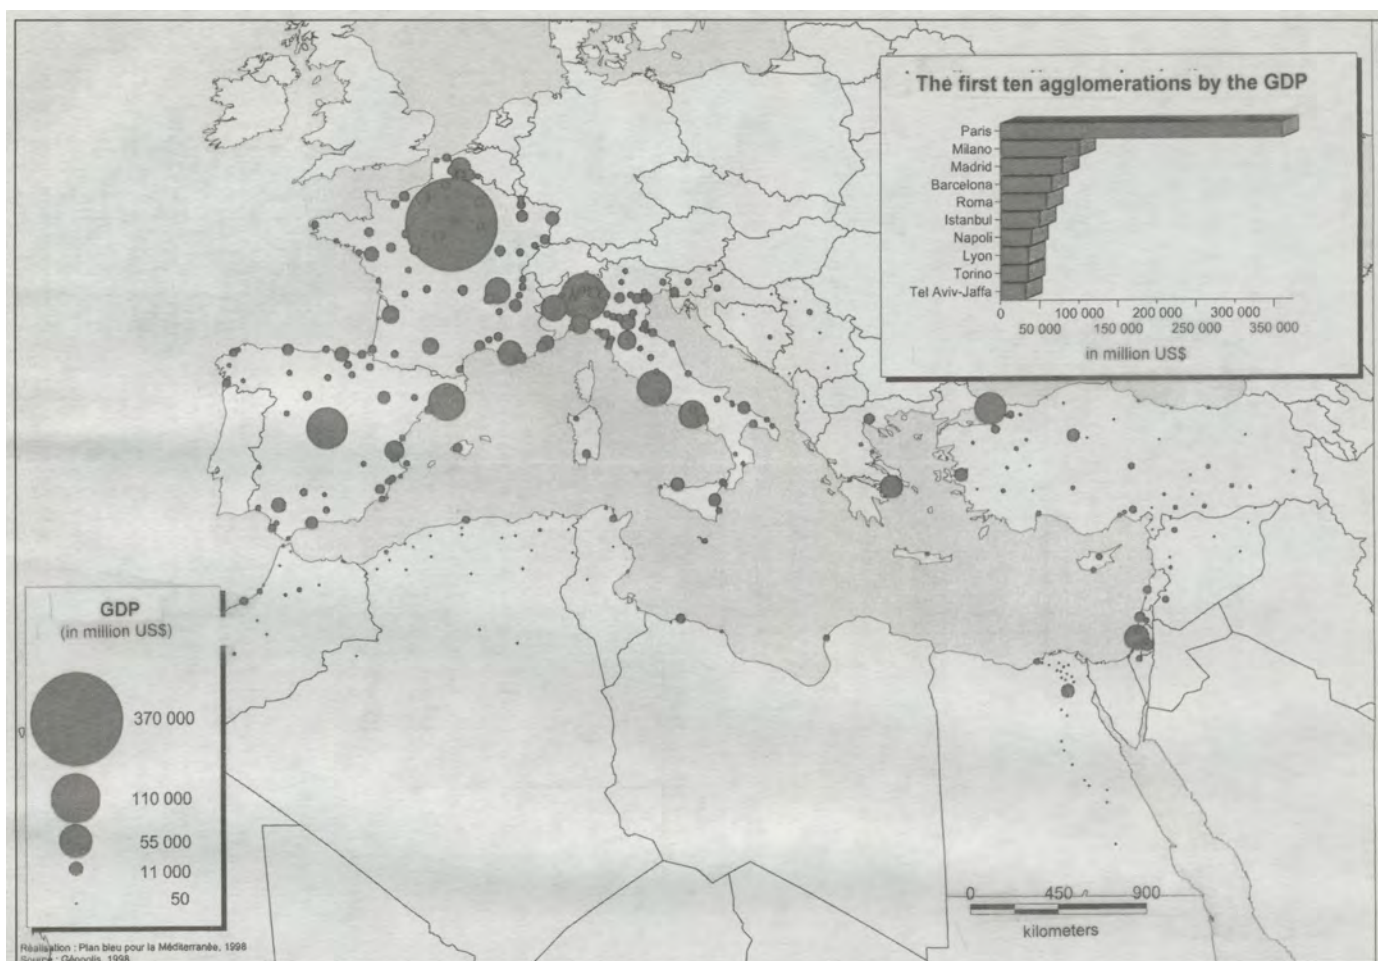 The first ten agglomerations by the GDP
Paris
Milano
Madrid
Barcelona
Roma
Istanbul
Napoli
Lyon
Torino
Tel Aviv-Jaffa
0 100 000 200 000 300 000
50 000 150 000 250 000 350 000
in million US$
GDP
(in million US$)
370 000
110 000
55 000
11 000
50
0 450 900
kilometers
Réalisation : Plan bleu pour la Méditerranée, 1998
Source : Géopolis, 1998